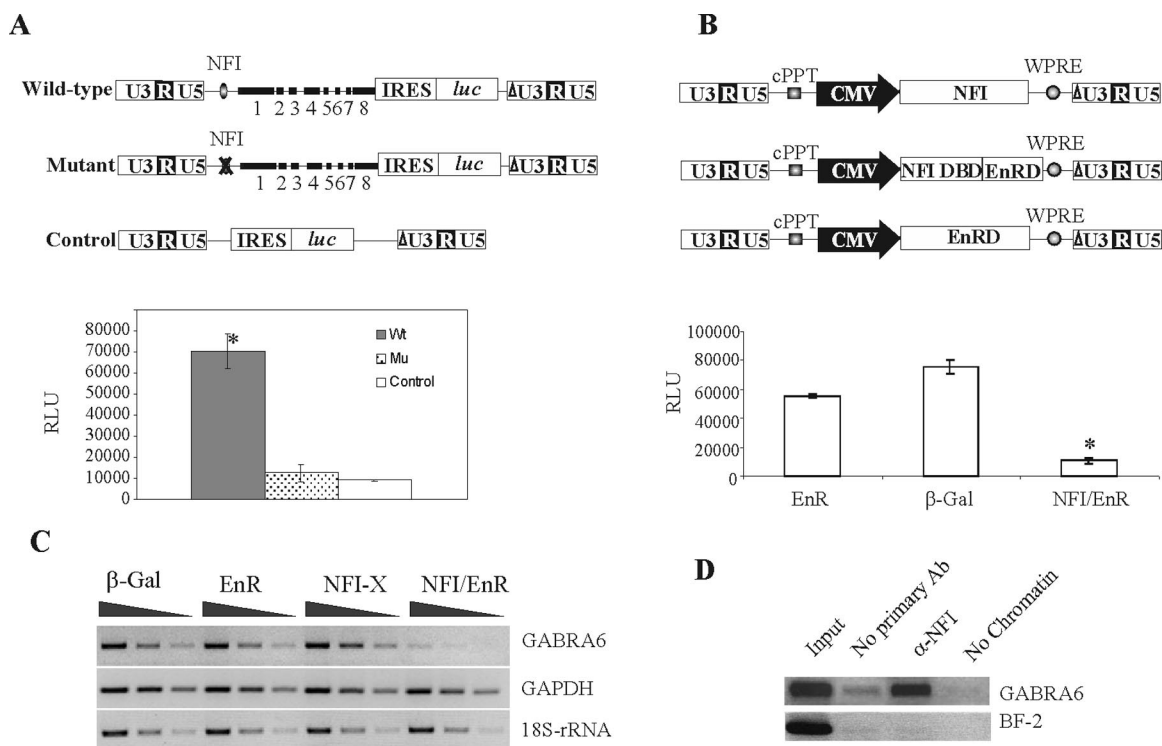 A
NFI
Wild-type U3 R U5 IRES luc ΔU3 R U5
1 2 3 4 5 6 7 8
NFI
Mutant U3 R U5 IRES luc ΔU3 R U5
1 2 3 4 5 6 7 8
Control U3 R U5 IRES luc ΔU3 R U5
80000
70000
60000
50000
40000
30000
20000
10000
0
RLU
*
Wt
Mu
Control
B
cPPT WPRE
U3 R U5 CMV NFI ΔU3 R U5
cPPT WPRE
U3 R U5 CMV NFI DBD EnRD ΔU3 R U5
cPPT WPRE
U3 R U5 CMV EnRD ΔU3 R U5
100000
80000
60000
40000
20000
0
RLU
*
EnR β-Gal NFI/EnR
C
β-Gal EnR NFI-X NFI/EnR
GABRA6
GAPDH
18S-rRNA
D
Input No primary Ab α-NFI No Chromatin
GABRA6
BF-2